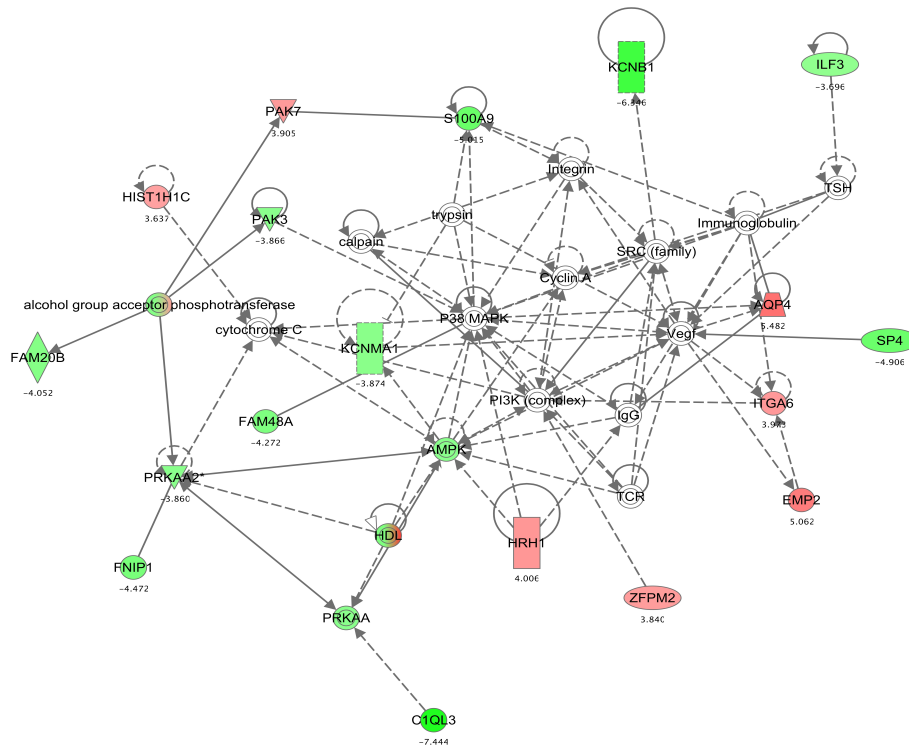 KCNB1
-6.346
ILF3
-3.696
PAK7
3.905
S100A9
-5.015
Integrin
HIST1H1C
3.637
TSH
PAK3
-3.866
trypsin
Immunoglobulin
calpain
SRC (family)
Cyclin A
alcohol group acceptor phosphotransferase
AQP4
5.482
P38 MAPK
cytochrome C
Vegf
SP4
-4.906
KCNMA1
-3.874
FAM20B
-4.052
PI3K (complex)
ITGA6
3.973
IgG
FAM48A
-4.272
AMPK
PRKAA2*
-3.860
TCR
EMP2
5.062
HDL
HRH1
4.006
FNIP1
-4.472
ZFPM2
3.840
PRKAA
C1QL3
-7.444